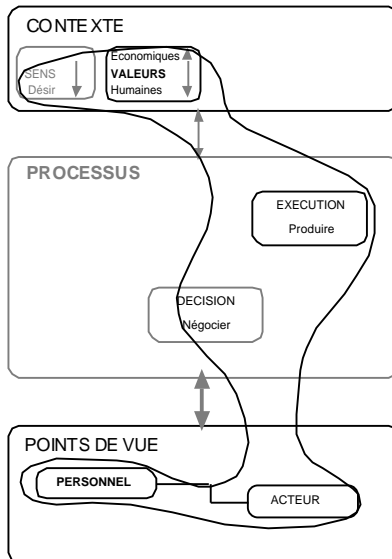 CONTEXTE
Economiques
SENS
VALEURS
Désir
Humaines
PROCESSUS
EXECUTION
Produire
DECISION
Négocier
POINTS DE VUE
PERSONNEL
ACTEUR